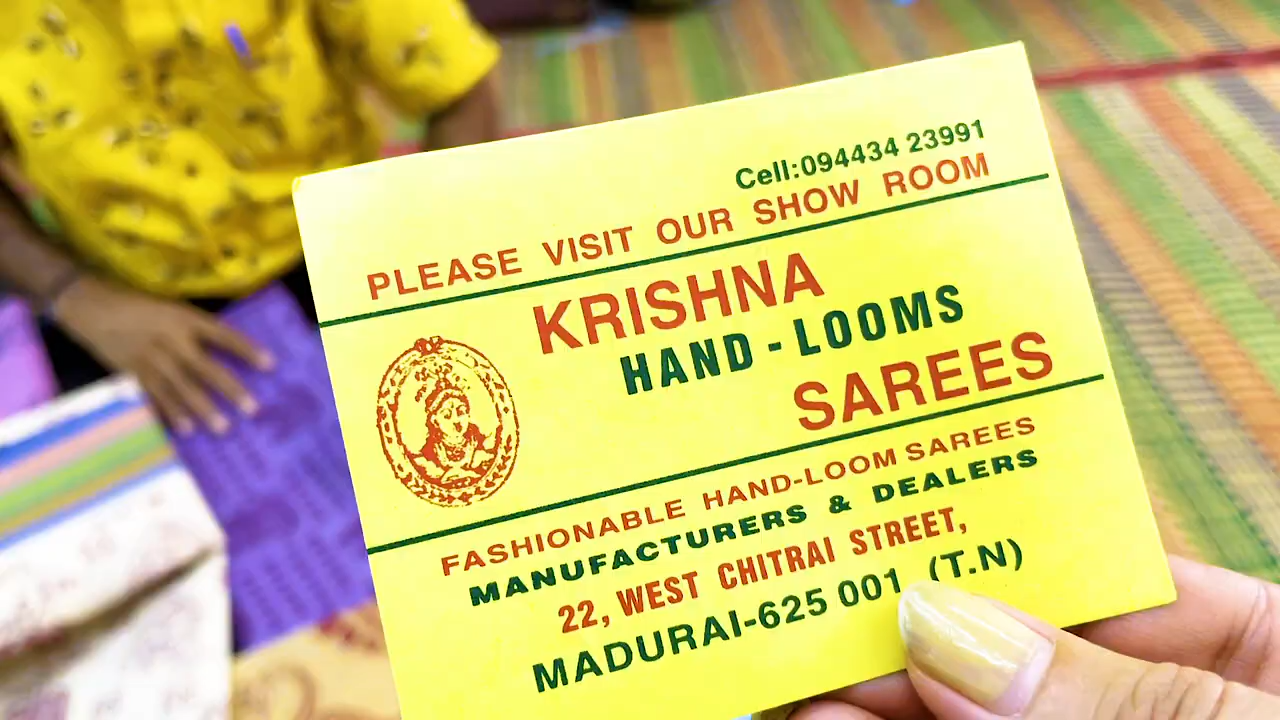 Cell:094434 23991
PLEASE VISIT OUR SHOW ROOM
KRISHNA
HAND - LOOMS
SAREES
FASHIONABLE HAND-LOOM SAREES
MANUFACTURERS & DEALERS
22, WEST CHITRAI STREET,
MADURAI-625 001 (T.N)